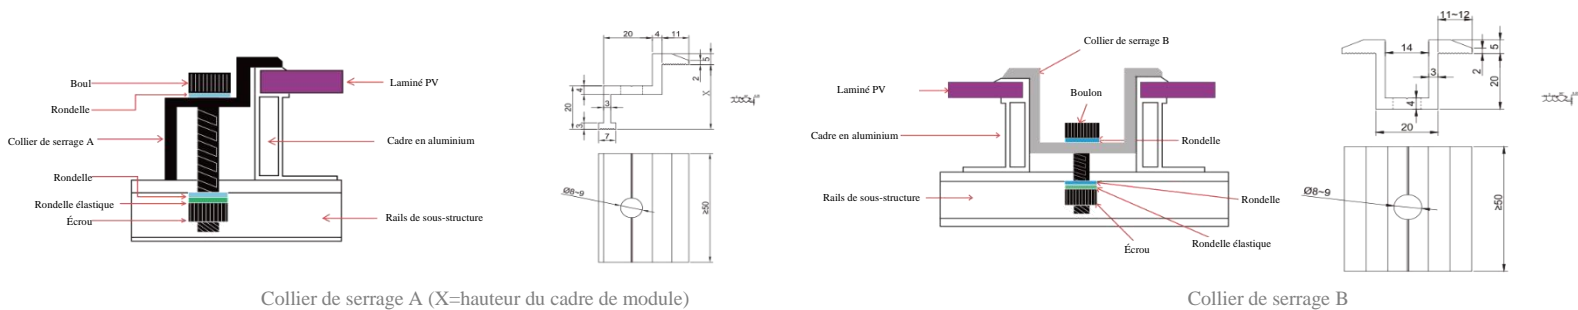 Boul
Rondelle
Collier de serrage A
Rondelle
Rondelle élastique
Écrou
Laminé PV
Cadre en aluminium
Rails de sous-structure
20
4
11
5
2
X
4
20
3
3
7
Ø8~9
≥50
Collier de serrage A (X=hauteur du cadre de module)
Collier de serrage B
Laminé PV
Boulon
Cadre en aluminium
Rondelle
Rails de sous-structure
Rondelle
Rondelle élastique
Écrou
11~12
14
5
2
3
20
4
20
Ø8~9
≥50
Collier de serrage B